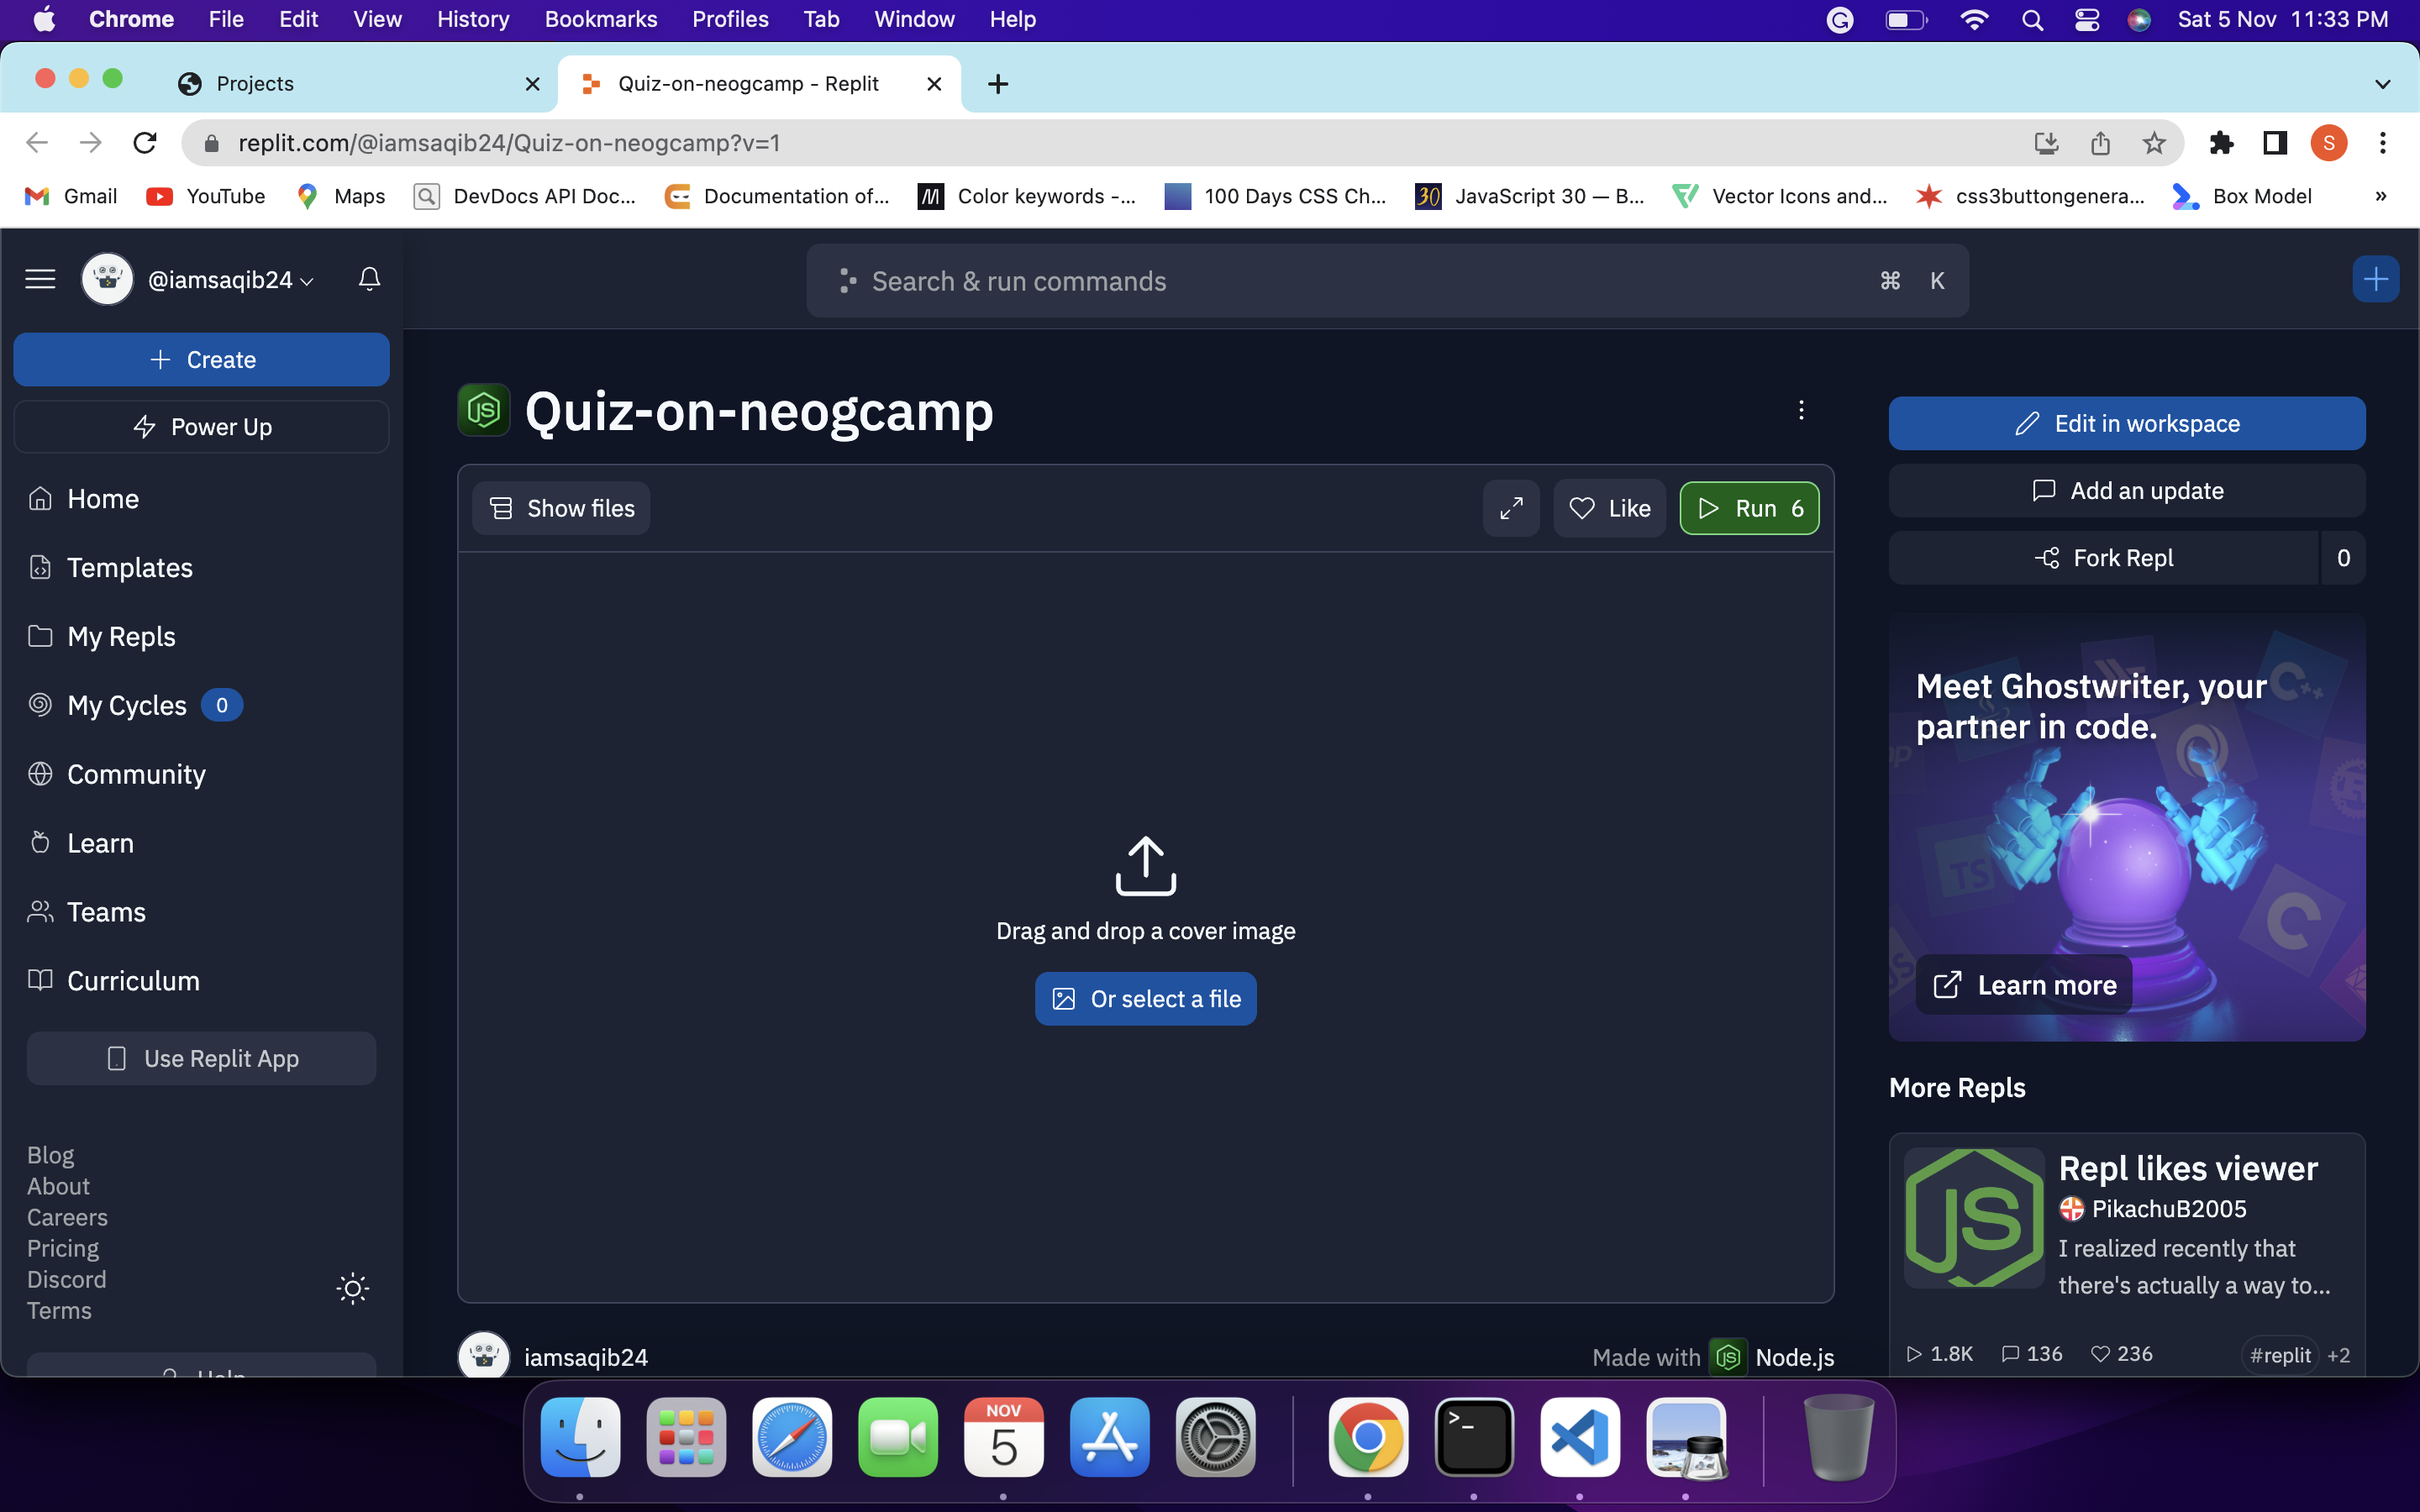 Chrome File Edit View History Bookmarks Profiles Tab Window Help
Sat 5 Nov 11:33 PM
Projects
Quiz-on-neogcamp - Replit
replit.com/@iamsaqib24/Quiz-on-neogcamp?v=1
S
Gmail YouTube Maps DevDocs API Doc... Documentation of... Color keywords -... 100 Days CSS Ch... JavaScript 30 — B... Vector Icons and... css3buttongenera... Box Model »
@iamsaqib24
Search & run commands ⌘ K
Create
Power Up
Home
Templates
My Repls
My Cycles 0
Community
Learn
Teams
Curriculum
Use Replit App
Blog
About
Careers
Pricing
Discord
Terms
JS Quiz-on-neogcamp
Show files
Like
Run 6
Drag and drop a cover image
Or select a file
iamsaqib24
Made with JS Node.js
Edit in workspace
Add an update
Fork Repl 0
Meet Ghostwriter, your
partner in code.
C++
TS
C
Learn more
More Repls
JS
Repl likes viewer
PikachuB2005
I realized recently that
there's actually a way to...
1.8K 136 236 #replit +2
NOV
5